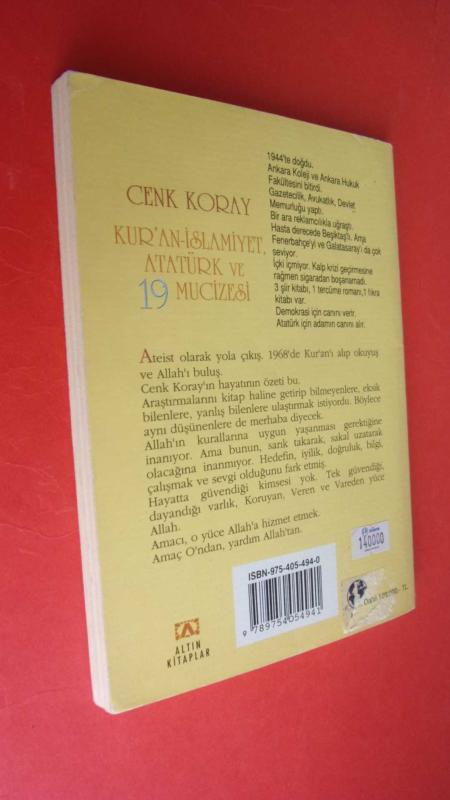 CENK KORAY
KUR'AN-İSLAMİYET,
ATATÜRK VE
19 MUCİZESİ
1944'te doğdu.
Ankara Koleji ve Ankara Hukuk
Fakültesini bitirdi.
Gazetecilik, Avukatlık, Devlet
Memurluğu yaptı.
Bir ara reklamcılıkla uğraştı.
Hasta derecede Beşiktaşlı. Ama
Fenerbahçe'yi ve Galatasaray'ı da çok
seviyor.
İçki içmiyor. Kalp krizi geçirmesine
rağmen sigaradan boşanamadı.
3 şiir kitabı, 1 tercüme romanı, 1 fıkra
kitabı var.
Demokrasi için canını verir.
Atatürk için adamın canını alır.
Ateist olarak yola çıkış. 1968'de Kur'an'ı alıp okuyuş
ve Allah'ı buluş.
Cenk Koray'ın hayatının özeti bu.
Araştırmalarını kitap haline getirip bilmeyenlere, eksik
bilenlere, yanlış bilenlere ulaştırmak istiyordu. Böylece
aynı düşünenlere de merhaba diyecek.
Allah'ın kurallarına uygun yaşanması gerektiğine
inanıyor. Ama bunun, sarık takarak, sakal uzatarak
olacağına inanmıyor. Hedefin, iyilik, doğruluk, bilgi,
çalışmak ve sevgi olduğunu fark etmiş.
Hayatta güvendiği kimsesi yok. Tek güvendiği,
dayandığı varlık, Koruyan, Veren ve Vareden yüce
Allah.
Amacı, o yüce Allah'a hizmet etmek.
Amaç O'ndan, yardım Allah'tan.
140000
ISBN-975-405-494-0
9 789754 054941
ALTIN
KİTAPLAR